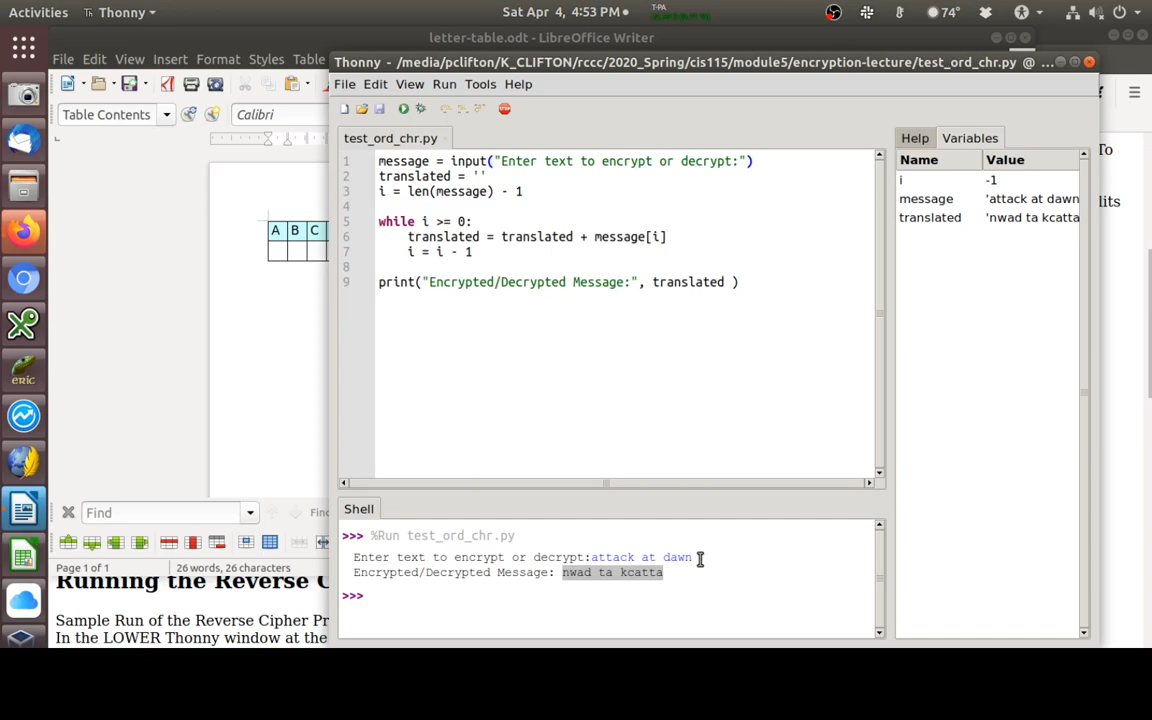 Activities
Thonny
Sat Apr 4, 4:53 PM
T-PA
74°
letter-table.odt - LibreOffice Writer
File Edit View Insert Format Styles Table
Table Contents
Calibri
A B C
Thonny - /media/pclifton/K_CLIFTON/rccc/2020_Spring/cis115/module5/encryption-lecture/test_ord_chr.py @ ...
File Edit View Run Tools Help
STOP
test_ord_chr.py
1 message = input("Enter text to encrypt or decrypt:")
2 translated = ''
3 i = len(message) - 1
4
5 while i >= 0:
6 translated = translated + message[i]
7 i = i - 1
8
9 print("Encrypted/Decrypted Message:", translated )
Help Variables
Name Value
i -1
message 'attack at dawn
translated 'nwad ta kcatta
To
lits
eric
Shell
>>> %Run test_ord_chr.py
Enter text to encrypt or decrypt:attack at dawn
Encrypted/Decrypted Message: nwad ta kcatta
>>>
Find
Page 1 of 1 26 words, 26 characters
Running the Reverse C
Sample Run of the Reverse Cipher Pr
In the LOWER Thonny window at the